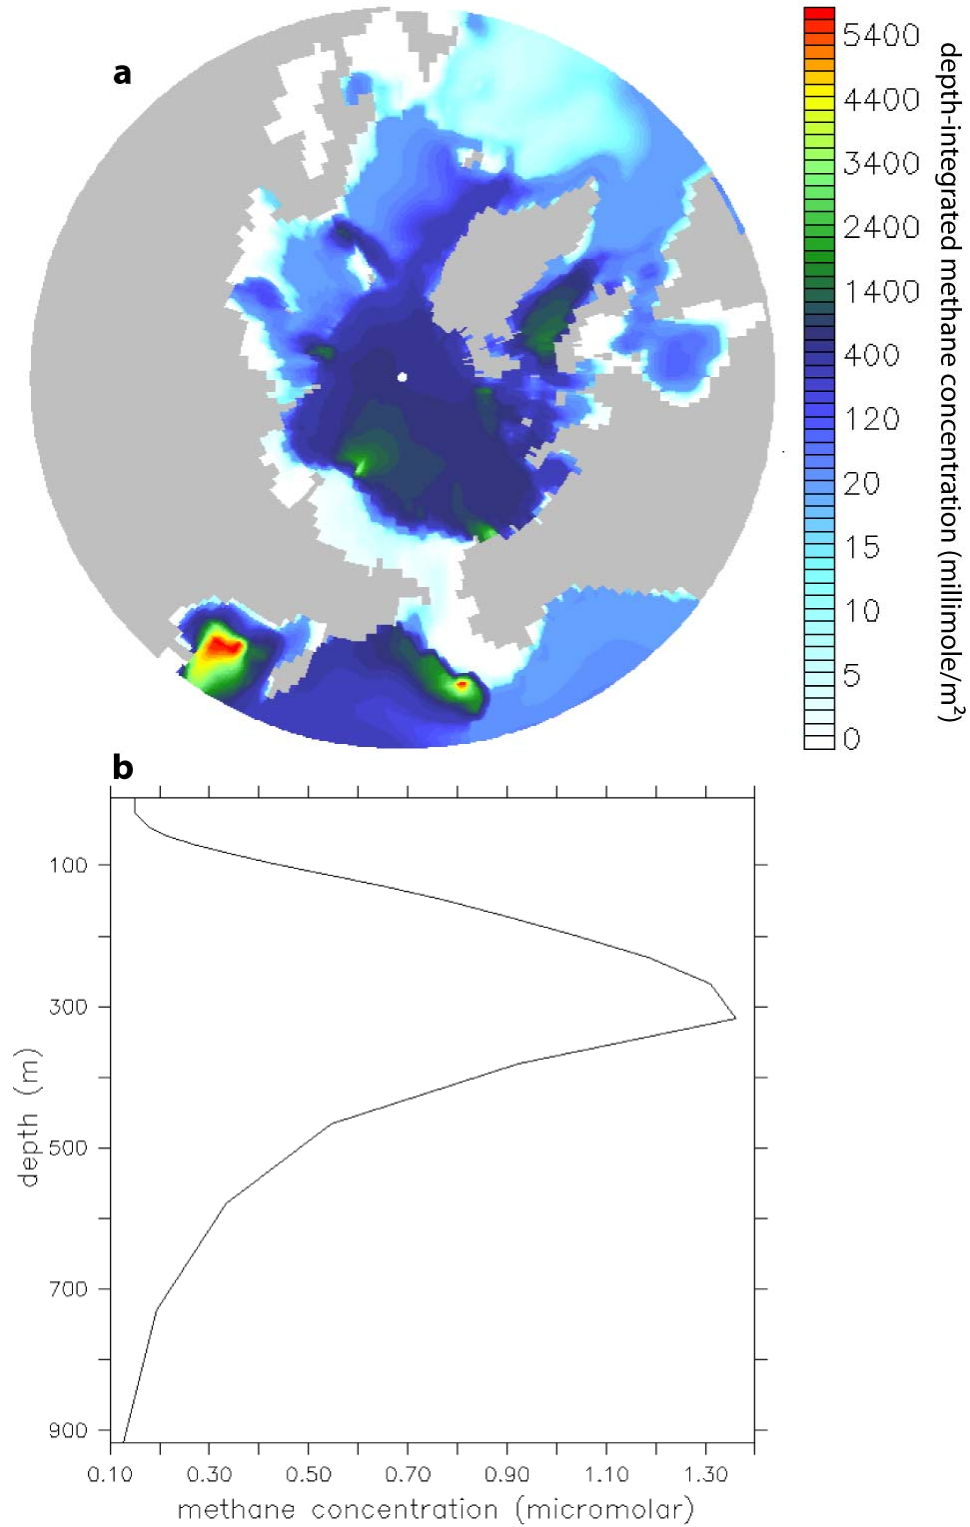 a
5400
4400
3400
2400
1400
400
120
20
15
10
5
0
depth-integrated methane concentration (millimole/m²)
b
100
300
500
700
900
depth (m)
0.10 0.30 0.50 0.70 0.90 1.10 1.30
methane concentration (micromolar)